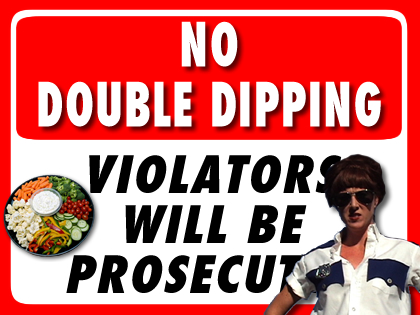 NO
DOUBLE DIPPING
VIOLATORS
WILL BE
PROSECUT